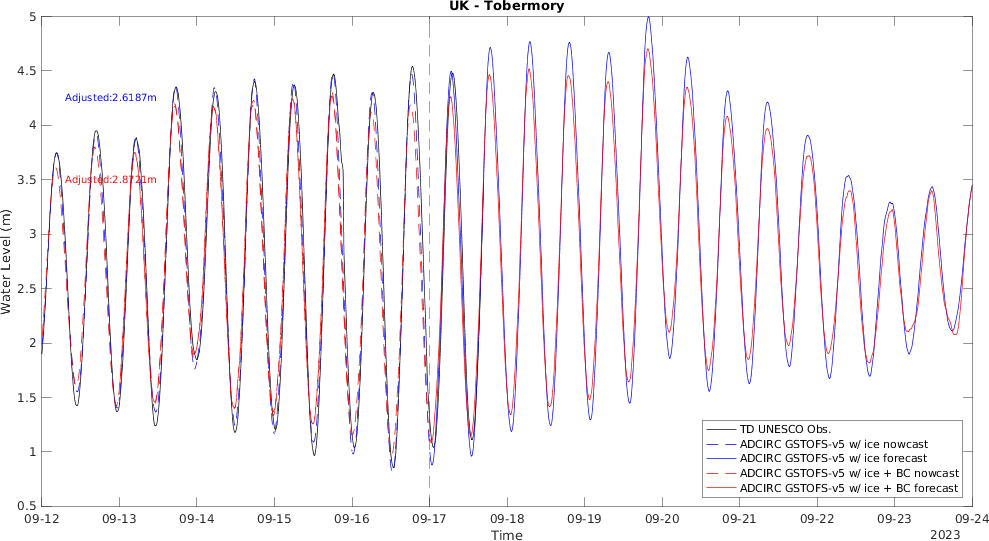 UK - Tobermory
5
4.5
4
3.5
3
2.5
2
1.5
1
0.5
Water Level (m)
Adjusted:2.6187m
Adjusted:2.8721m
TD UNESCO Obs.
ADCIRC GSTOFS-v5 w/ ice nowcast
ADCIRC GSTOFS-v5 w/ ice forecast
ADCIRC GSTOFS-v5 w/ ice + BC nowcast
ADCIRC GSTOFS-v5 w/ ice + BC forecast
09-12 09-13 09-14 09-15 09-16 09-17 09-18 09-19 09-20 09-21 09-22 09-23 09-24
Time
2023